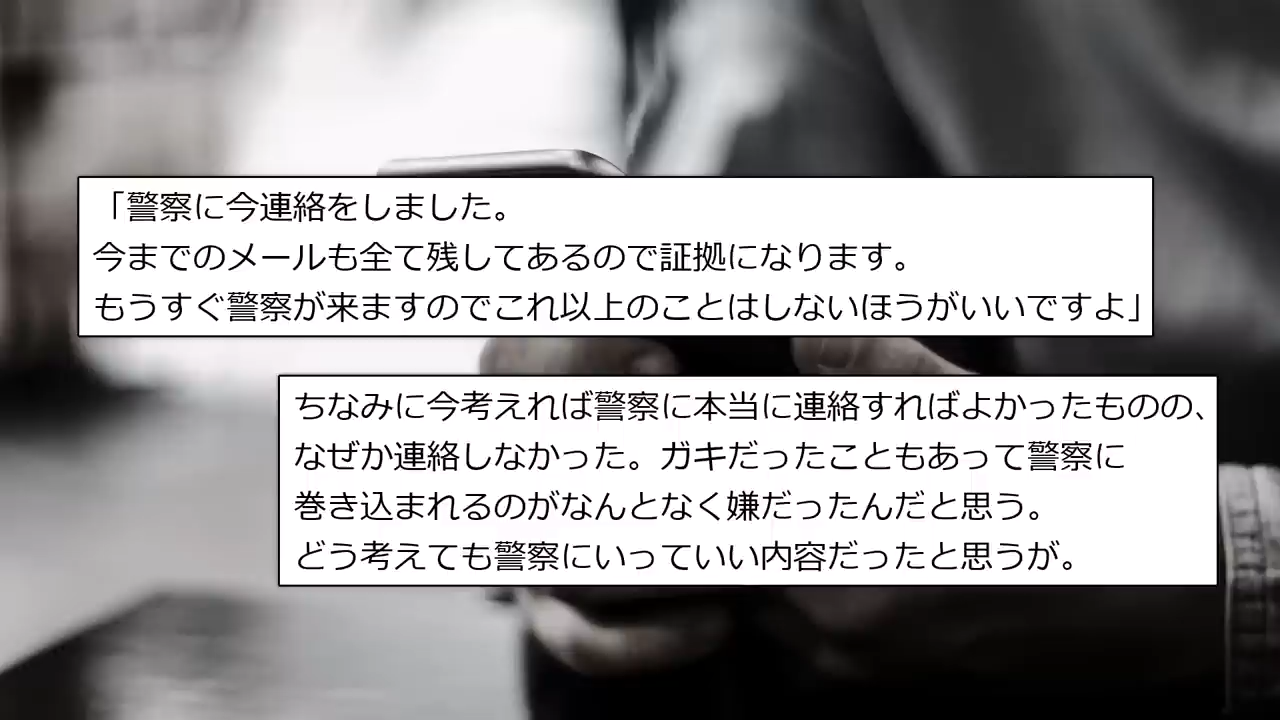 「警察に今連絡をしました。
今までのメールも全て残してあるので証拠になります。
もうすぐ警察が来ますのでこれ以上のことはしないほうがいいですよ」
ちなみに今考えれば警察に本当に連絡すればよかったものの、
なぜか連絡しなかった。ガキだったこともあって警察に
巻き込まれるのがなんとなく嫌だったんだと思う。
どう考えても警察にいっていい内容だったと思うが。